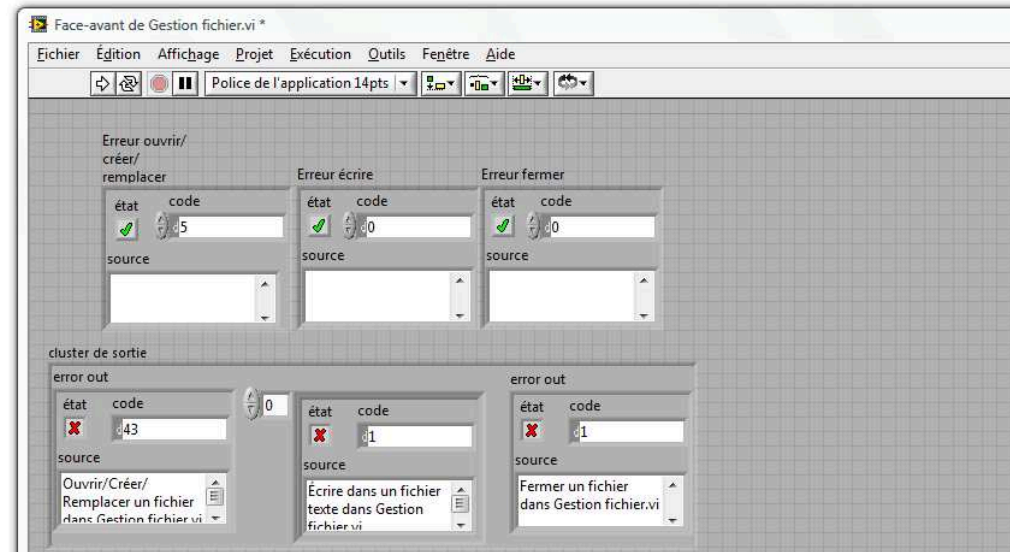 Face-avant de Gestion fichier.vi *
Fichier Édition Affichage Projet Exécution Outils Fenêtre Aide
Police de l'application 14pts
Erreur ouvrir/
créer/
remplacer
état code
d 5
source
Erreur écrire
état code
d 0
source
Erreur fermer
état code
d 0
source
cluster de sortie
error out
état code
d 43
source
Ouvrir/Créer/
Remplacer un fichier
dans Gestion fichier.vi
0
état code
d 1
source
Écrire dans un fichier
texte dans Gestion
fichier.vi
error out
état code
d 1
source
Fermer un fichier
dans Gestion fichier.vi